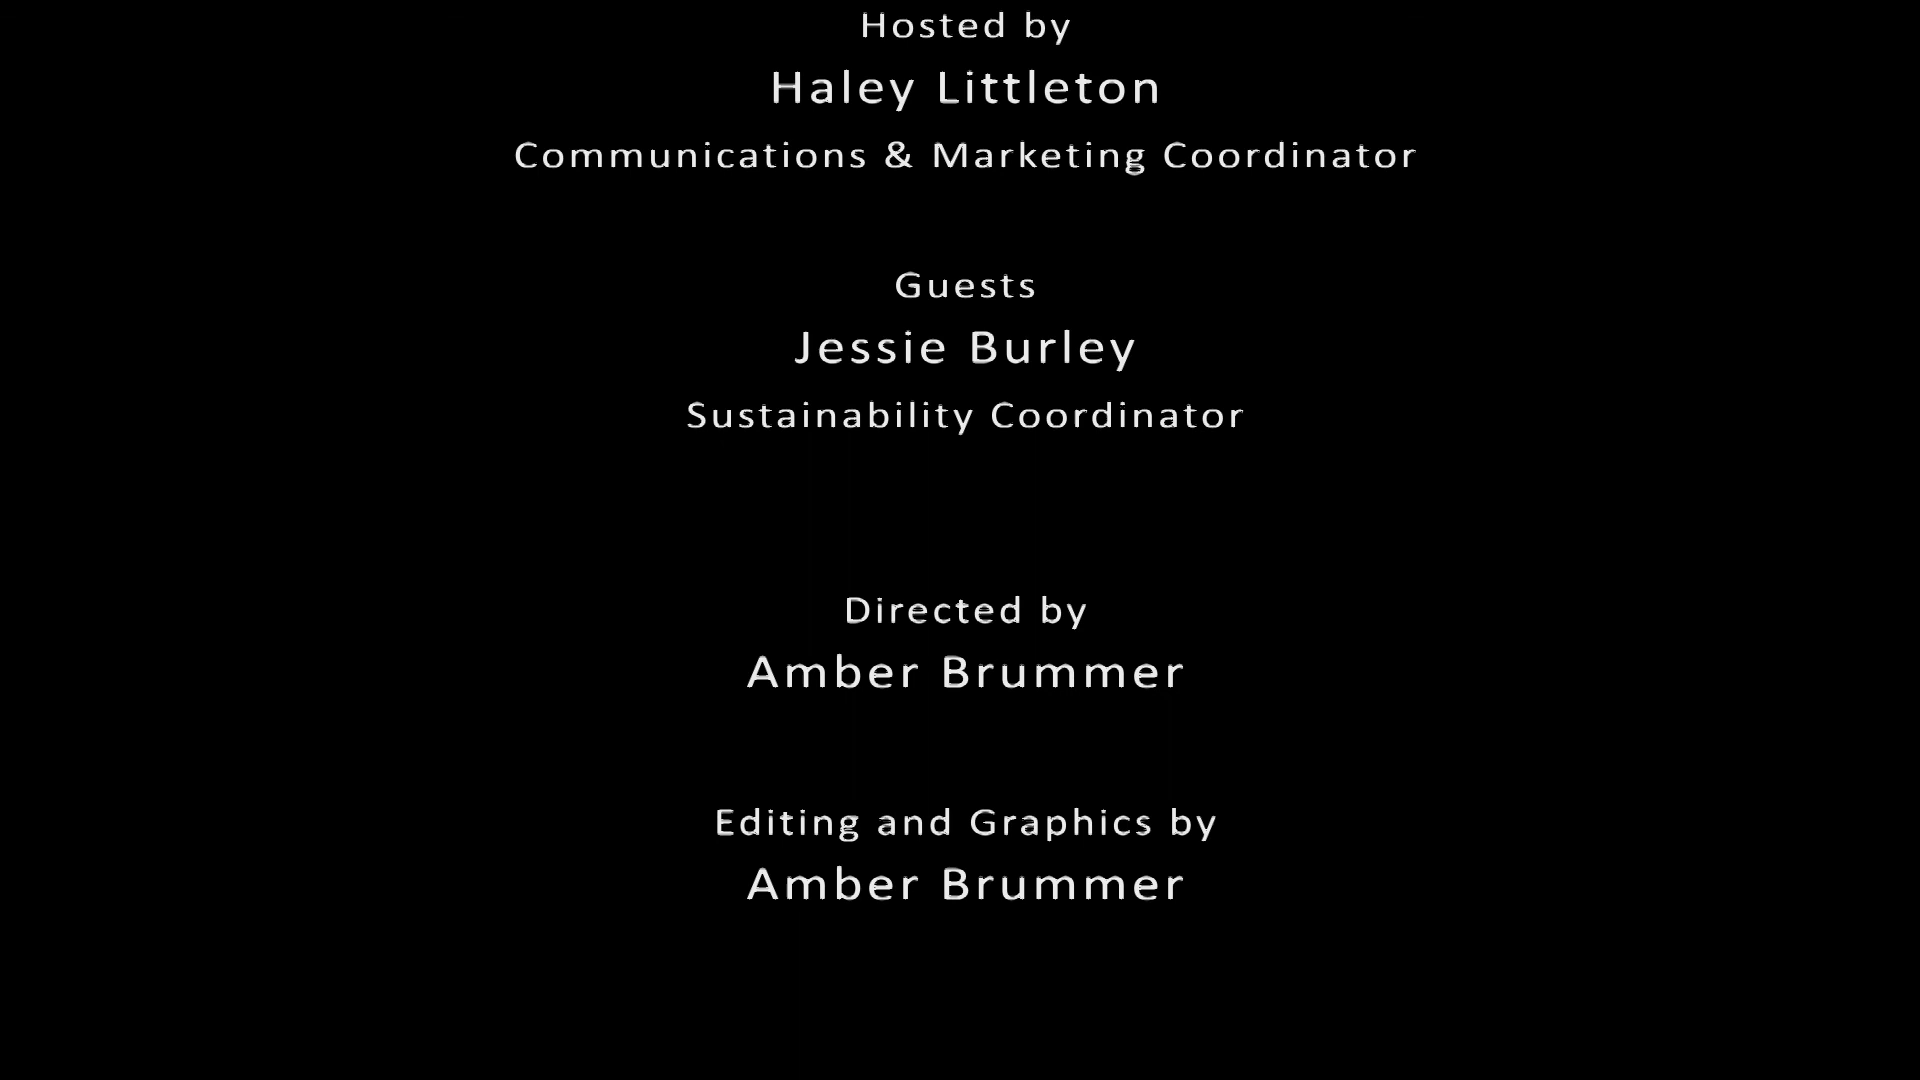 Hosted by
Haley Littleton
Communications & Marketing Coordinator
Guests
Jessie Burley
Sustainability Coordinator
Directed by
Amber Brummer
Editing and Graphics by
Amber Brummer